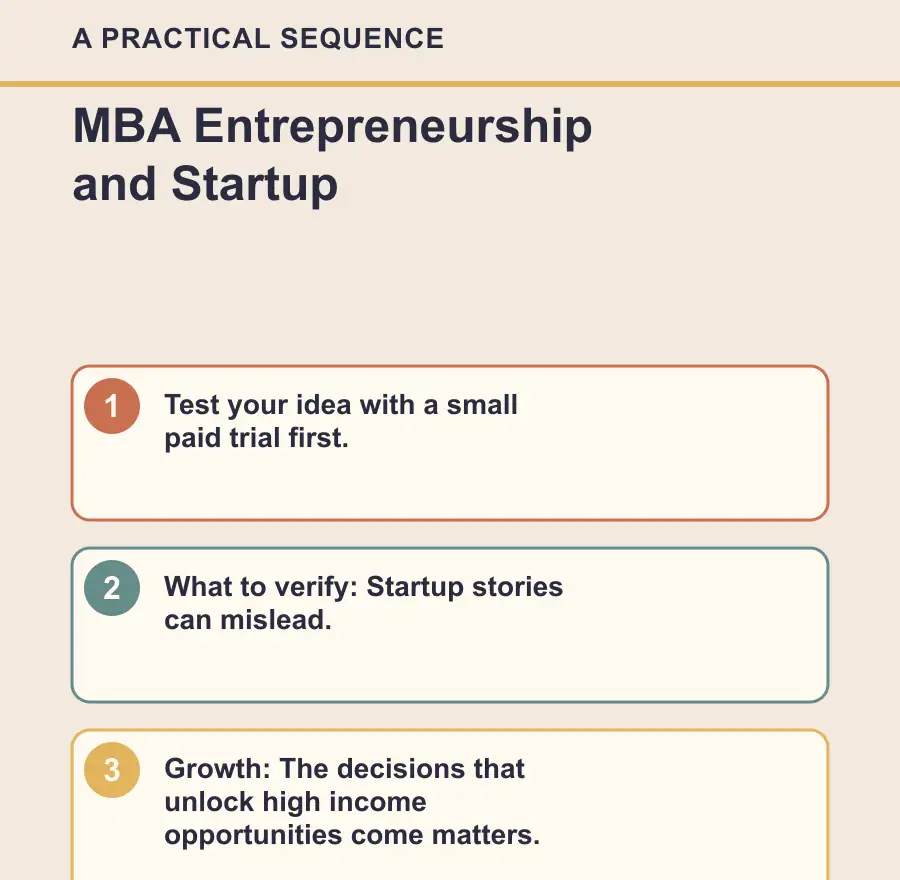 A PRACTICAL SEQUENCE
MBA Entrepreneurship
and Startup
1
Test your idea with a small
paid trial first.
2
What to verify: Startup stories
can mislead.
3
Growth: The decisions that
unlock high income
opportunities come matters.